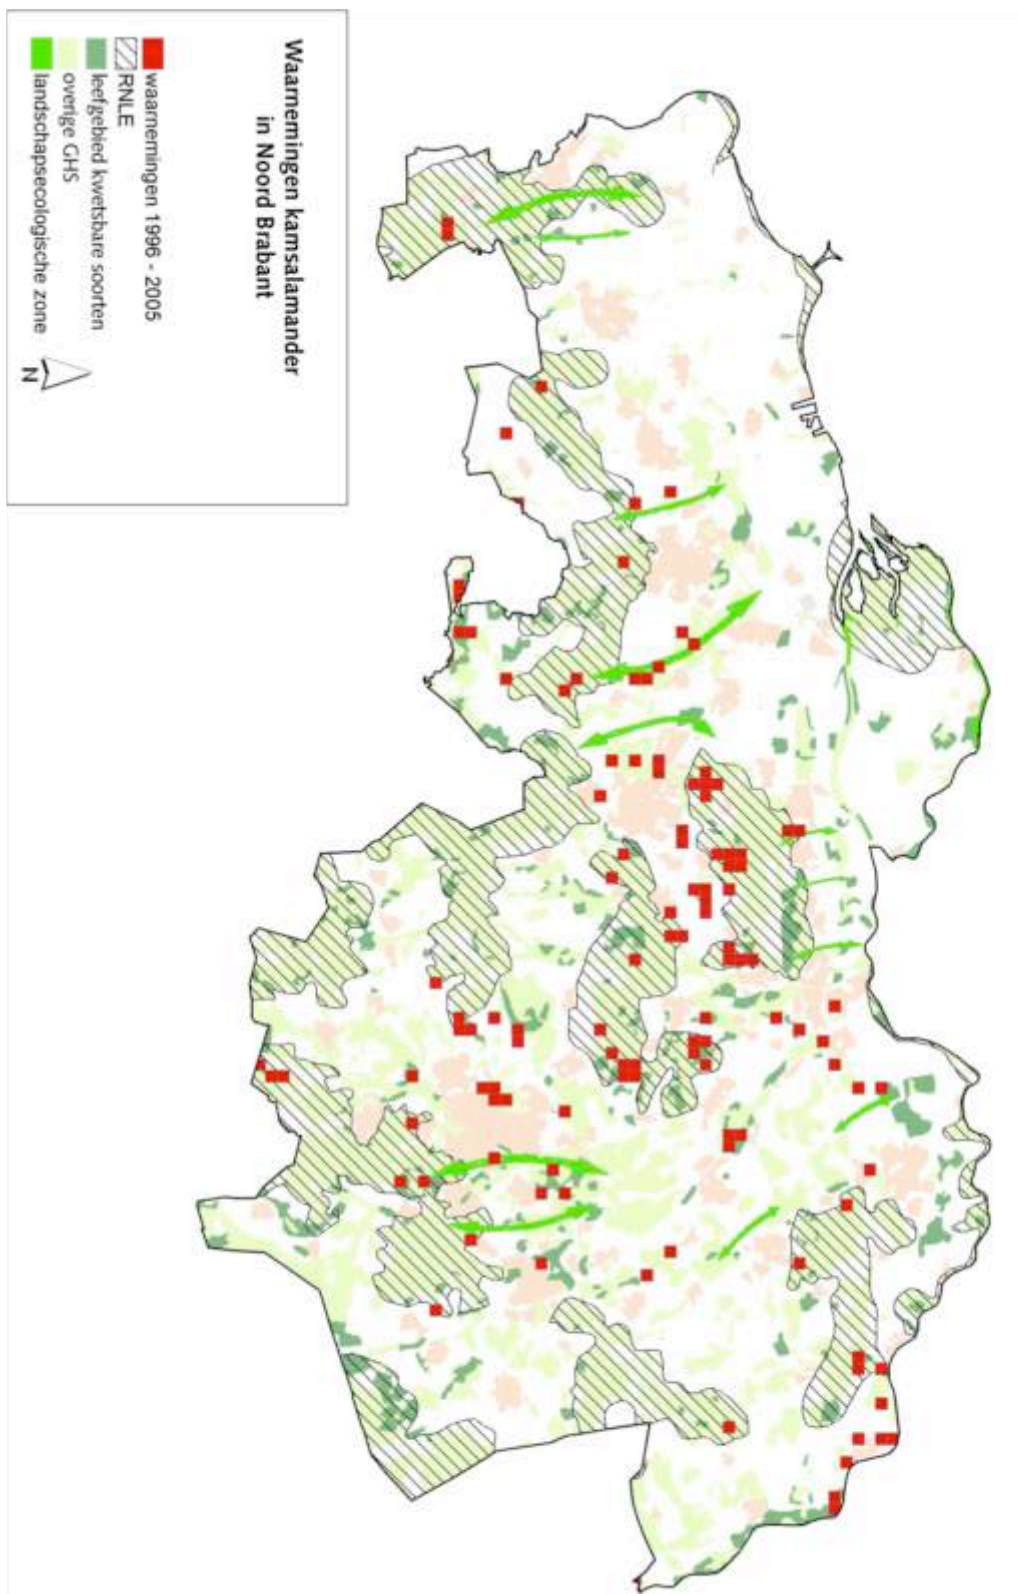 Waarnemingen kamsalamander
in Noord Brabant
waarnemingen 1996 - 2005
RNLE
leefgebied kwetsbare soorten
overige GHS
landschapsecologische zone
N